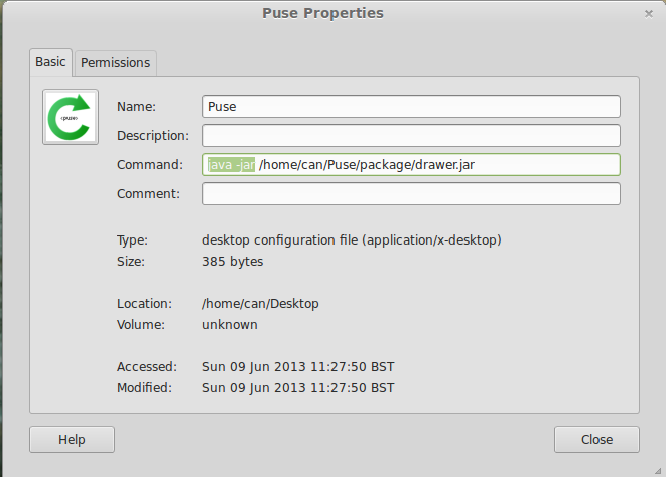 Puse Properties
Basic
Permissions
<puse>
Name: Puse
Description:
Command: java -jar /home/can/Puse/package/drawer.jar
Comment:
Type: desktop configuration file (application/x-desktop)
Size: 385 bytes
Location: /home/can/Desktop
Volume: unknown
Accessed: Sun 09 Jun 2013 11:27:50 BST
Modified: Sun 09 Jun 2013 11:27:50 BST
Help
Close